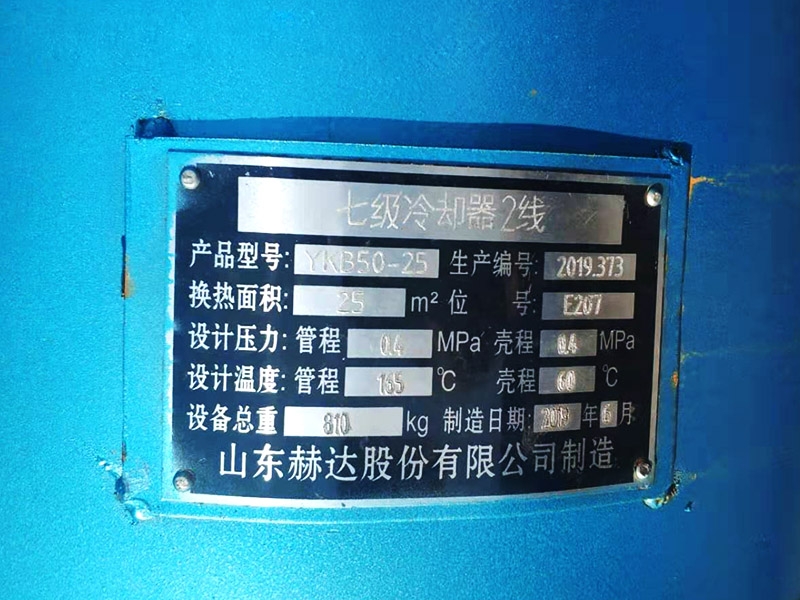 七级冷却器2线
产品型号: YKB50-25 生产编号: 2019.373
换热面积: 25 m² 位 号: E207
设计压力: 管程 0.4 MPa 壳程 0.4 MPa
设计温度: 管程 165 ℃ 壳程 60 ℃
设备总重 810 kg 制造日期: 2019 年 6 月
山东赫达股份有限公司制造